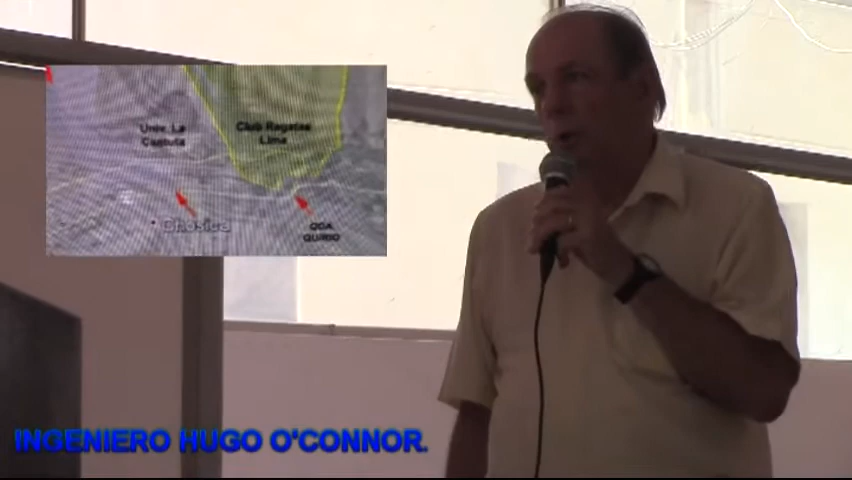 Univ. La
Cantuta
Club Regatas
Lima
Chosica
QDA.
QUIRIO
INGENIERO HUGO O'CONNOR.